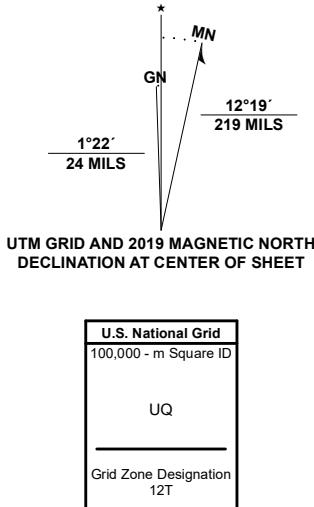 ★
MN
GN
1°22´
24 MILS
12°19´
219 MILS
UTM GRID AND 2019 MAGNETIC NORTH
DECLINATION AT CENTER OF SHEET
U.S. National Grid
100,000 - m Square ID
UQ
Grid Zone Designation
12T